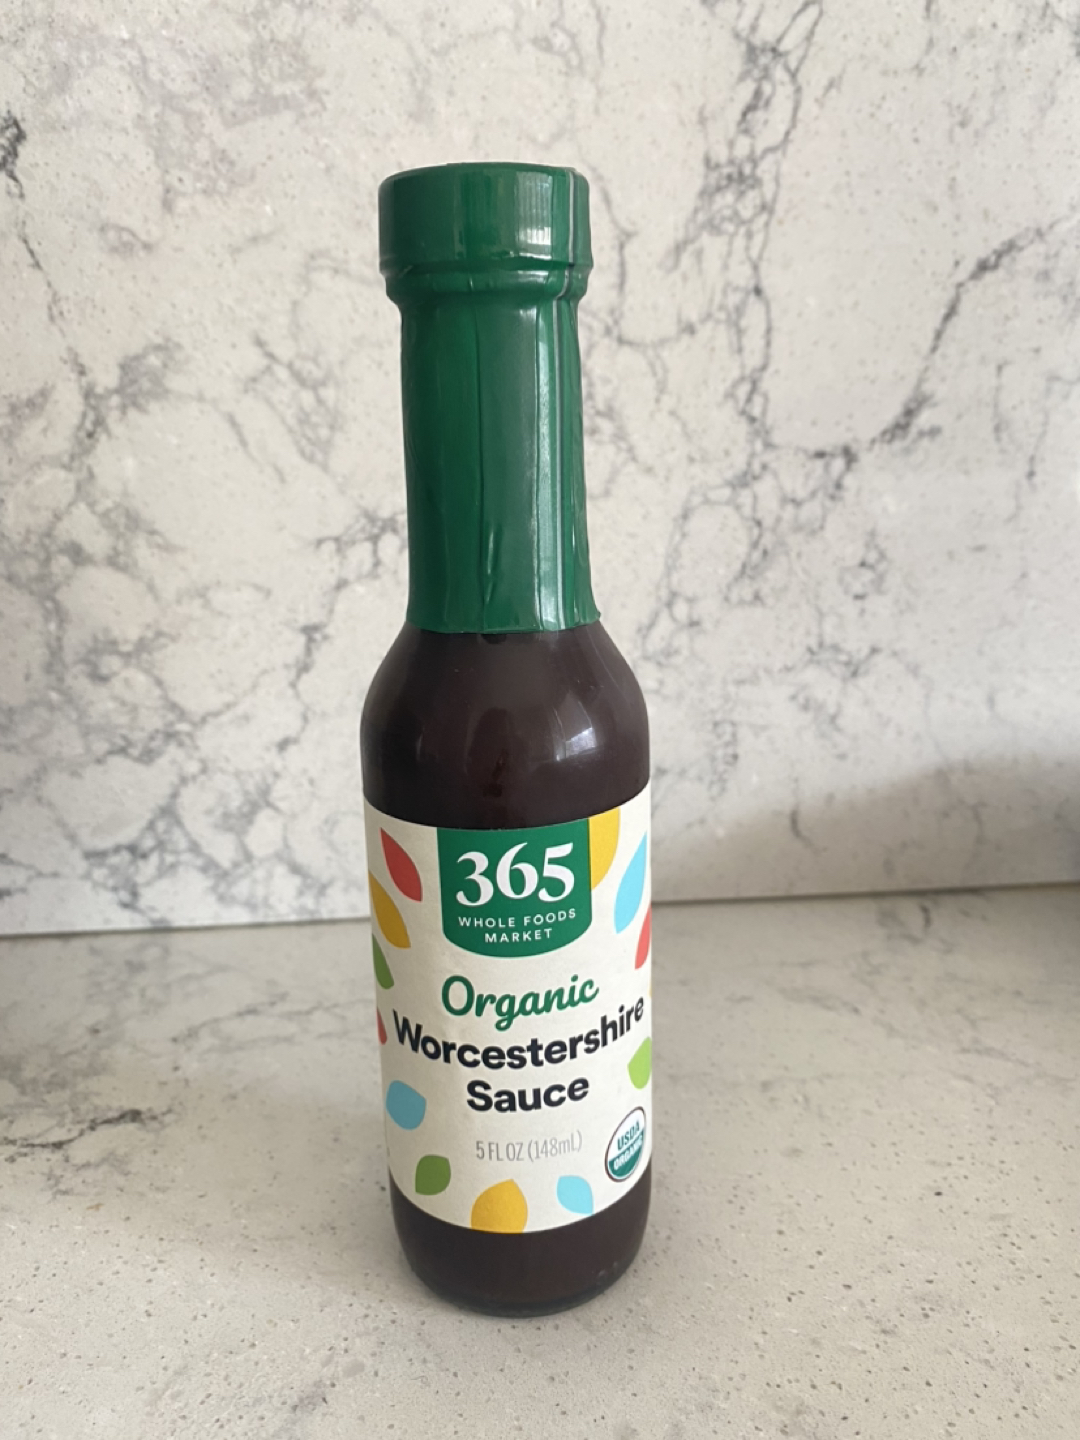 365
WHOLE FOODS
MARKET
Organic
Worcestershire
Sauce
5 FL OZ (148mL)
USDA
ORGANIC